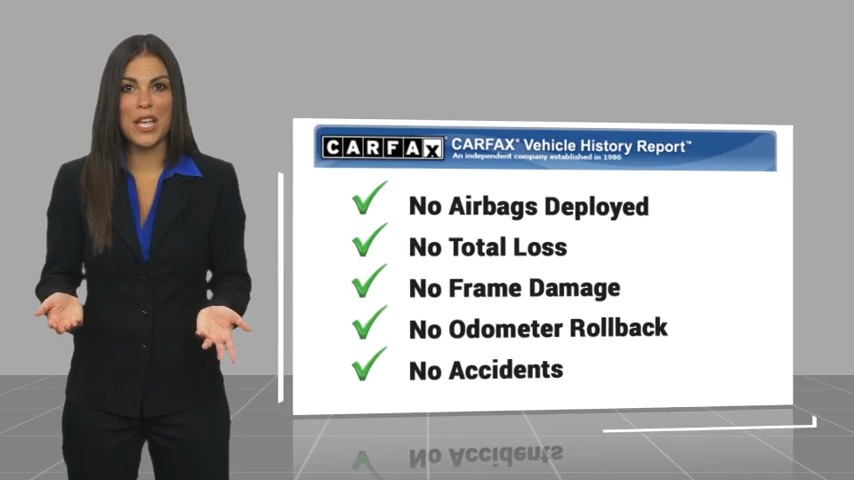 CARFAX CARFAX® Vehicle History Report™
An independent company established in 1986
No Airbags Deployed
No Total Loss
No Frame Damage
No Odometer Rollback
No Accidents
No Accidents